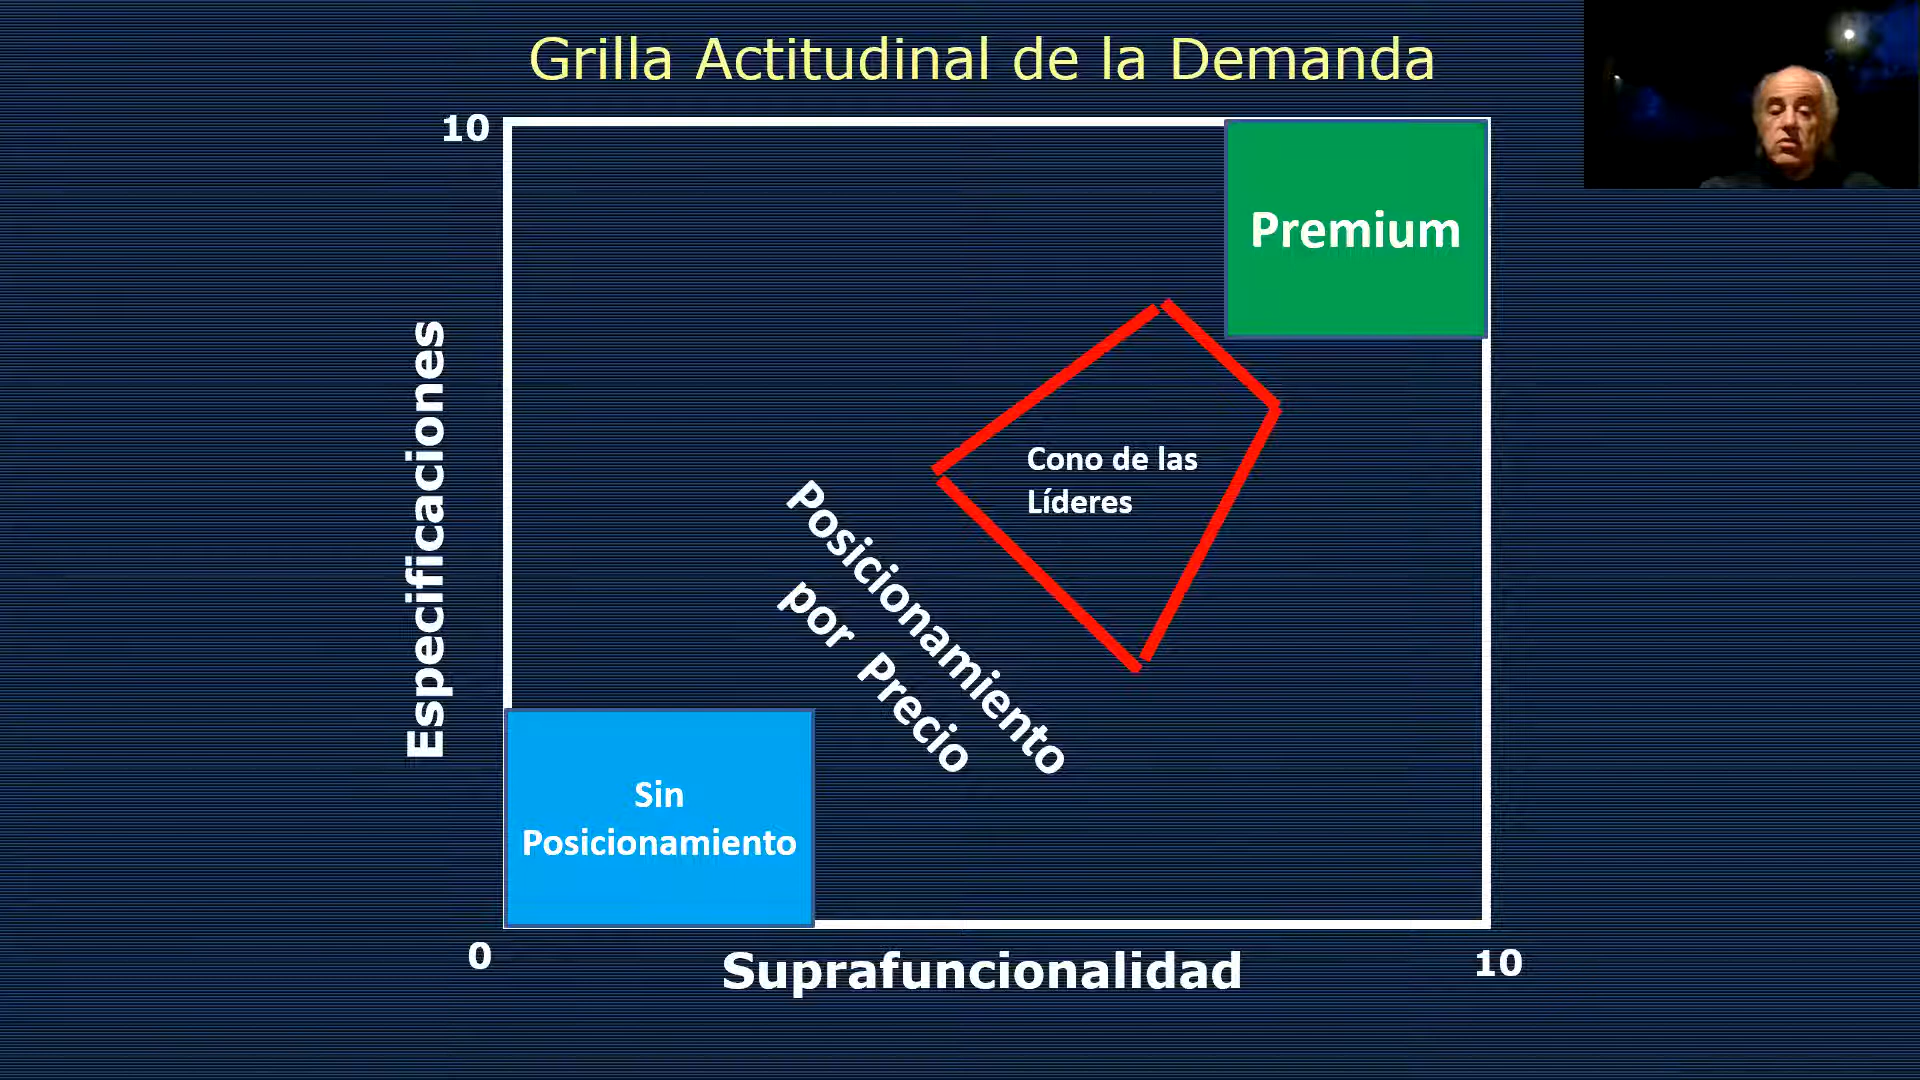 Grilla Actitudinal de la Demanda
10
Premium
Especificaciones
Cono de las
Líderes
Posicionamiento
por Precio
Sin
Posicionamiento
0
Suprafuncionalidad
10